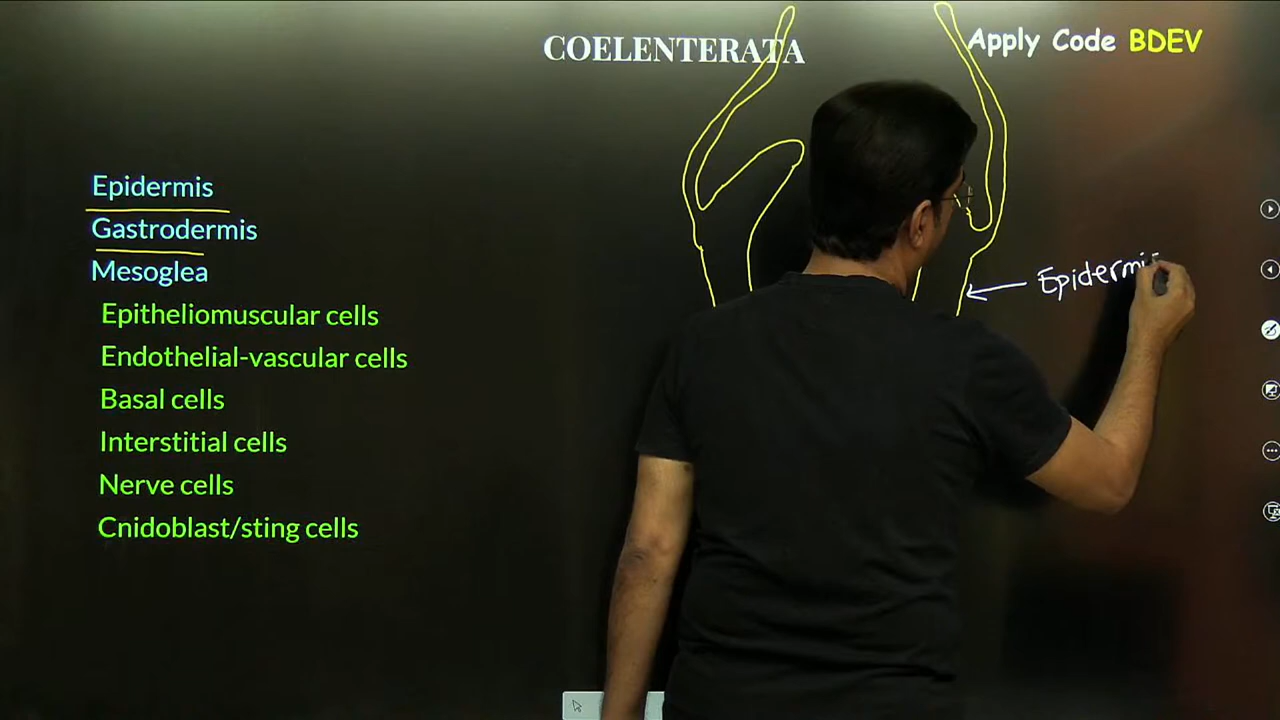 COELENTERATA
Apply Code BDEV
Epidermis
Gastrodermis
Mesoglea
Epitheliomuscular cells
Endothelial-vascular cells
Basal cells
Interstitial cells
Nerve cells
Cnidoblast/sting cells
Epidermis